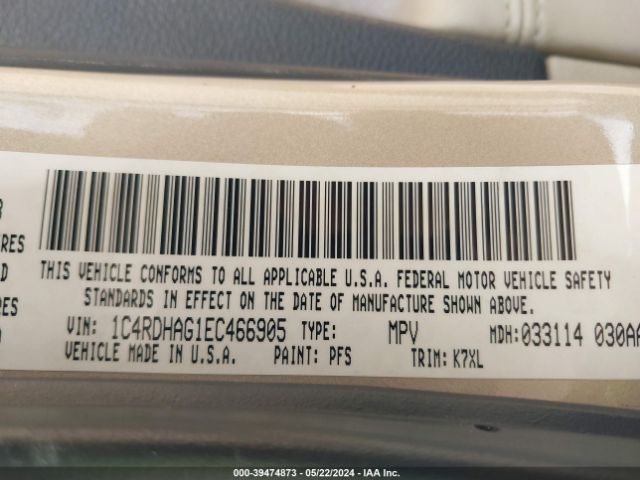 RES
THIS VEHICLE CONFORMS TO ALL APPLICABLE U.S.A. FEDERAL MOTOR VEHICLE SAFETY
STANDARDS IN EFFECT ON THE DATE OF MANUFACTURE SHOWN ABOVE.
VIN: 1C4RDHAG1EC466905 TYPE: MPV MDH:033114 030AA
VEHICLE MADE IN U.S.A. PAINT: PFS TRIM: K7XL
000-39474873 - 05/22/2024 - IAA Inc.